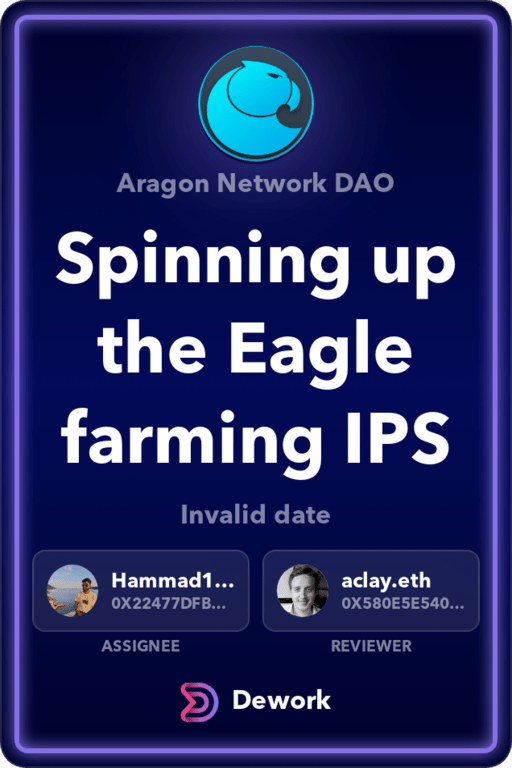 Aragon Network DAO
Spinning up
the Eagle
farming IPS
Invalid date
Hammad1...
0X22477DFB...
ASSIGNEE
aclay.eth
0X580E5E540...
REVIEWER
Dework